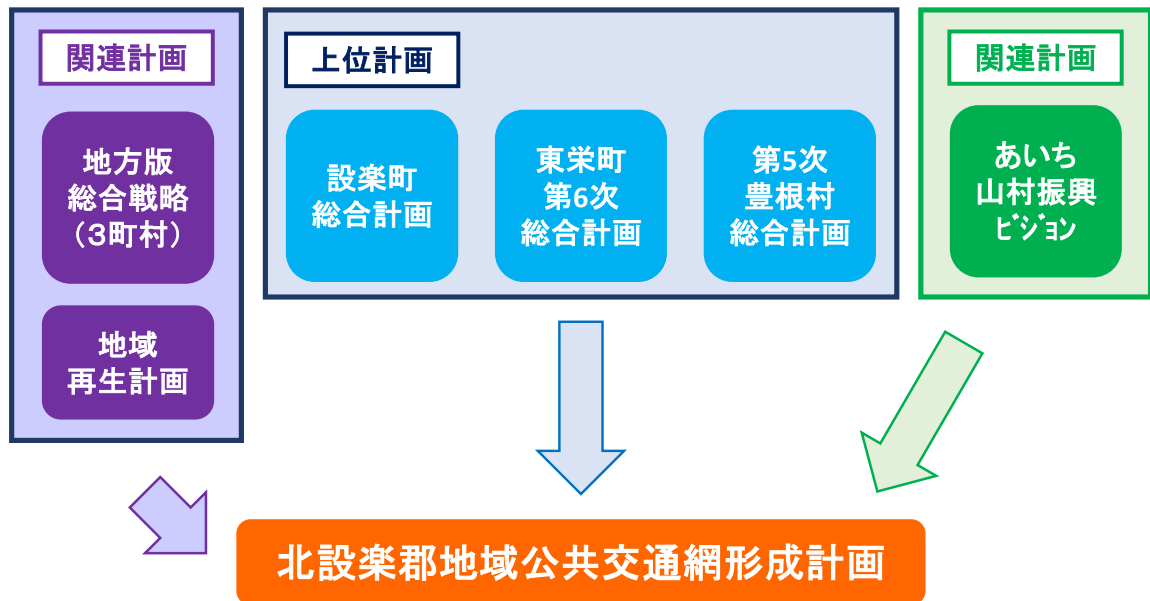 関連計画
地方版
総合戦略
（３町村）
地域
再生計画
上位計画
設楽町
総合計画
東栄町
第6次
総合計画
第5次
豊根村
総合計画
関連計画
あいち
山村振興
ﾋﾞｼﾞｮﾝ
北設楽郡地域公共交通網形成計画